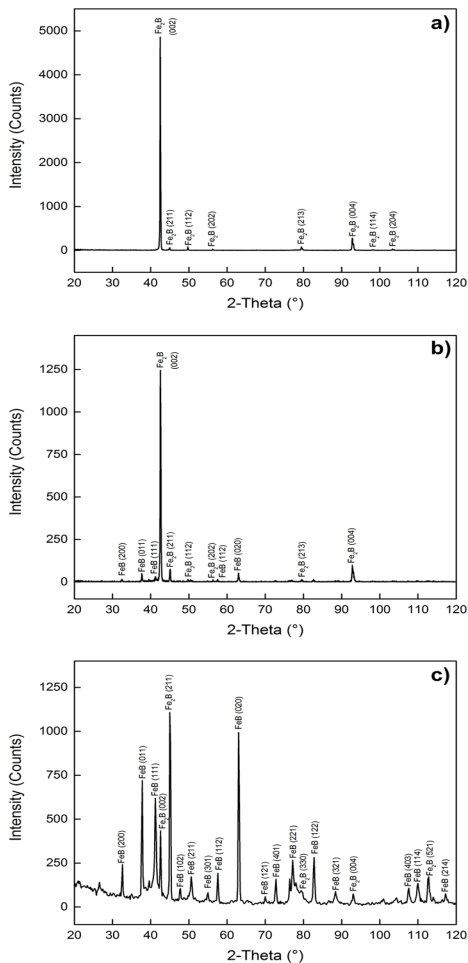 a)
Intensity (Counts)
5000
4000
3000
2000
1000
0
Fe₂B (002)
Fe₂B (211)
Fe₂B (112)
Fe₂B (202)
Fe₂B (213)
Fe₂B (004)
Fe₂B (114)
Fe₂B (204)
20 30 40 50 60 70 80 90 100 110 120
2-Theta (°)
b)
Intensity (Counts)
1250
1000
750
500
250
0
FeB (200)
FeB (011)
FeB (111)
Fe₂B (002)
Fe₂B (211)
Fe₂B (112)
Fe₂B (202)
FeB (112)
FeB (020)
Fe₂B (213)
Fe₂B (004)
20 30 40 50 60 70 80 90 100 110 120
2-Theta (°)
c)
Intensity (Counts)
1250
1000
750
500
250
0
FeB (200)
FeB (011)
FeB (111)
Fe₂B (002)
Fe₂B (211)
FeB (102)
FeB (211)
FeB (301)
FeB (112)
FeB (020)
FeB (121)
FeB (401)
FeB (221)
Fe₂B (330)
FeB (122)
FeB (321)
Fe₂B (004)
FeB (403)
FeB (114)
Fe₂B (521)
FeB (214)
20 30 40 50 60 70 80 90 100 110 120
2-Theta (°)